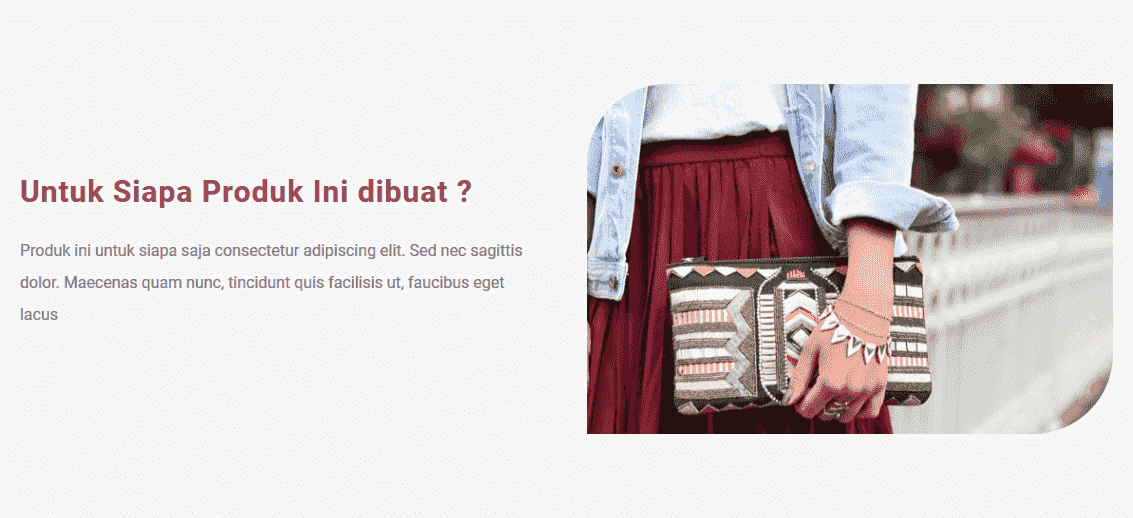 Untuk Siapa Produk Ini dibuat ?
Produk ini untuk siapa saja consectetur adipiscing elit. Sed nec sagittis
dolor. Maecenas quam nunc, tincidunt quis facilisis ut, faucibus eget
lacus